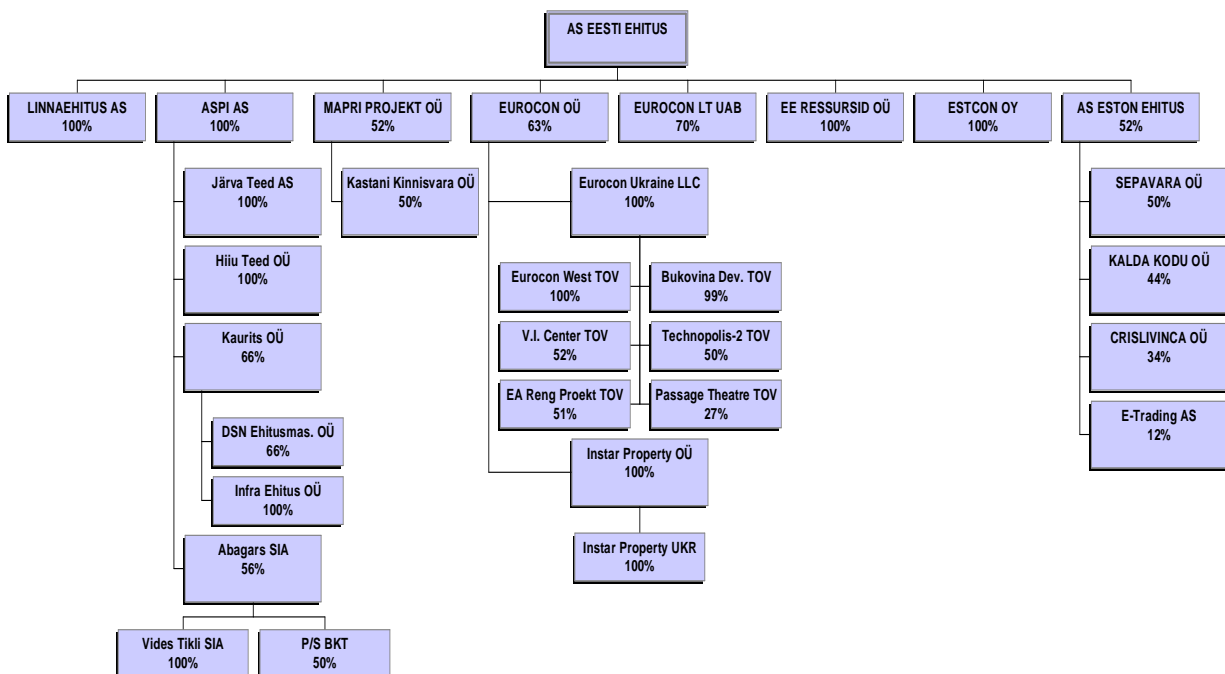 AS EESTI EHITUS
LINNAEHITUS AS
100%
ASPI AS
100%
MAPRI PROJEKT OÜ
52%
EUROCON OÜ
63%
EUROCON LT UAB
70%
EE RESSURSID OÜ
100%
ESTCON OY
100%
AS ESTON EHITUS
52%
Järva Teed AS
100%
Hiiu Teed OÜ
100%
Kaurits OÜ
66%
DSN Ehitusmas. OÜ
66%
Infra Ehitus OÜ
100%
Abagars SIA
56%
Vides Tikli SIA
100%
P/S BKT
50%
Kastani Kinnisvara OÜ
50%
Eurocon Ukraine LLC
100%
Eurocon West TOV
100%
Bukovina Dev. TOV
99%
V.I. Center TOV
52%
Technopolis-2 TOV
50%
EA Reng Proekt TOV
51%
Passage Theatre TOV
27%
Instar Property OÜ
100%
Instar Property UKR
100%
SEPAVARA OÜ
50%
KALDA KODU OÜ
44%
CRISLIVINCA OÜ
34%
E-Trading AS
12%